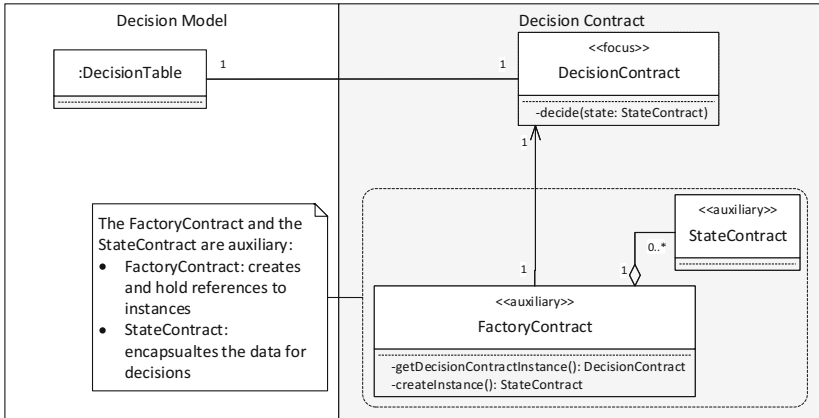 Decision Model
Decision Contract
:DecisionTable
1
1
<<focus>>
DecisionContract
-decide(state: StateContract)
1
The FactoryContract and the
StateContract are auxiliary:
• FactoryContract: creates
and hold references to
instances
• StateContract:
encapsualtes the data for
decisions
<<auxiliary>>
StateContract
0..*
1
1
<<auxiliary>>
FactoryContract
-getDecisionContractInstance(): DecisionContract
-createInstance(): StateContract